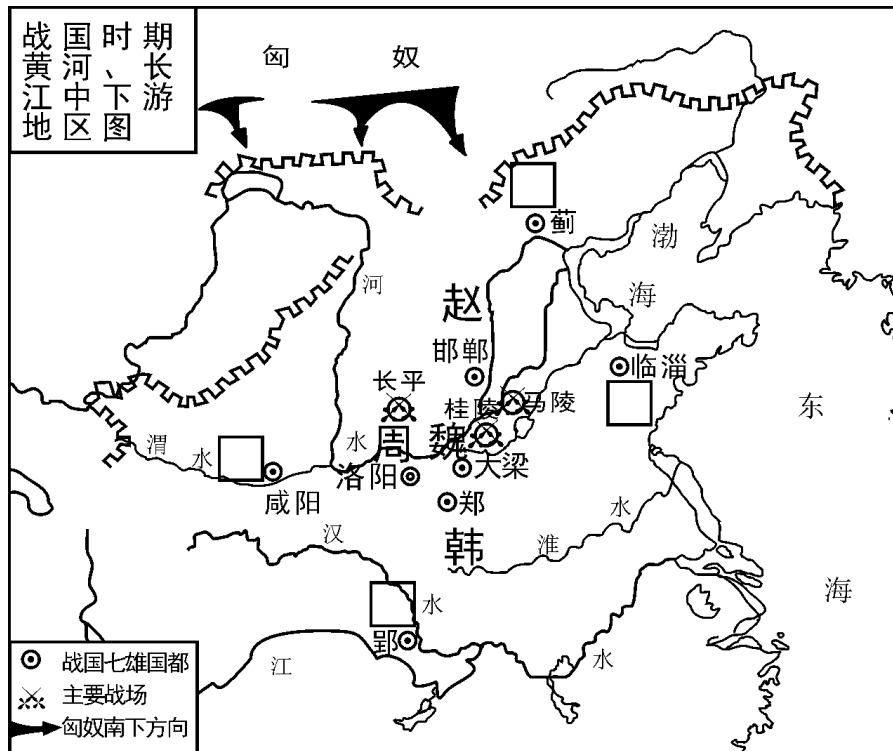 战国时期
黄河、长
江中下游
地区图
匈奴
蓟
渤
海
河
赵
邯郸
临淄
长平
桂陵
马陵
东
渭
水
水
周
魏
洛阳
大梁
咸阳
郑
水
汉
韩
淮
水
海
郢
江
水
战国七雄国都
主要战场
匈奴南下方向